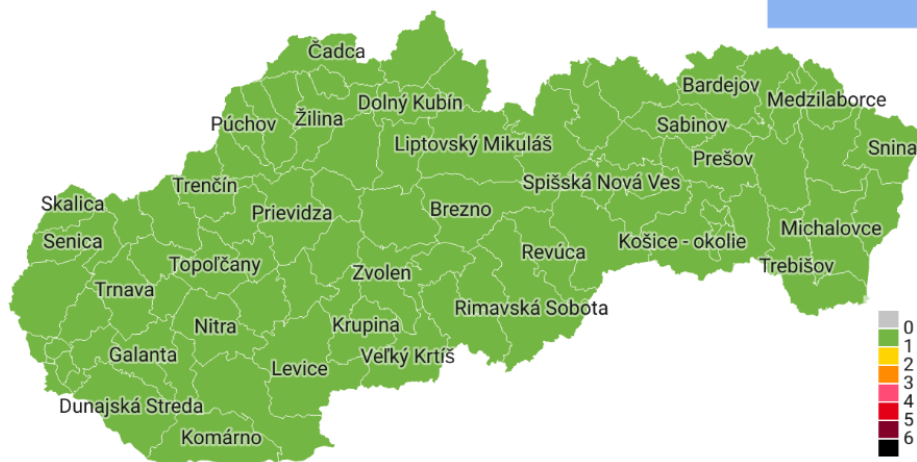 Čadca
Dolný Kubín
Bardejov
Medzilaborce
Púchov
Žilina
Sabinov
Liptovský Mikuláš
Prešov
Snina
Trenčín
Spišská Nová Ves
Skalica
Prievidza
Brezno
Senica
Košice - okolie
Michalovce
Revúca
Topoľčany
Zvolen
Trebišov
Trnava
Rimavská Sobota
Nitra
Krupina
Galanta
Veľký Krtíš
Levice
Dunajská Streda
Komárno
0
1
2
3
4
5
6